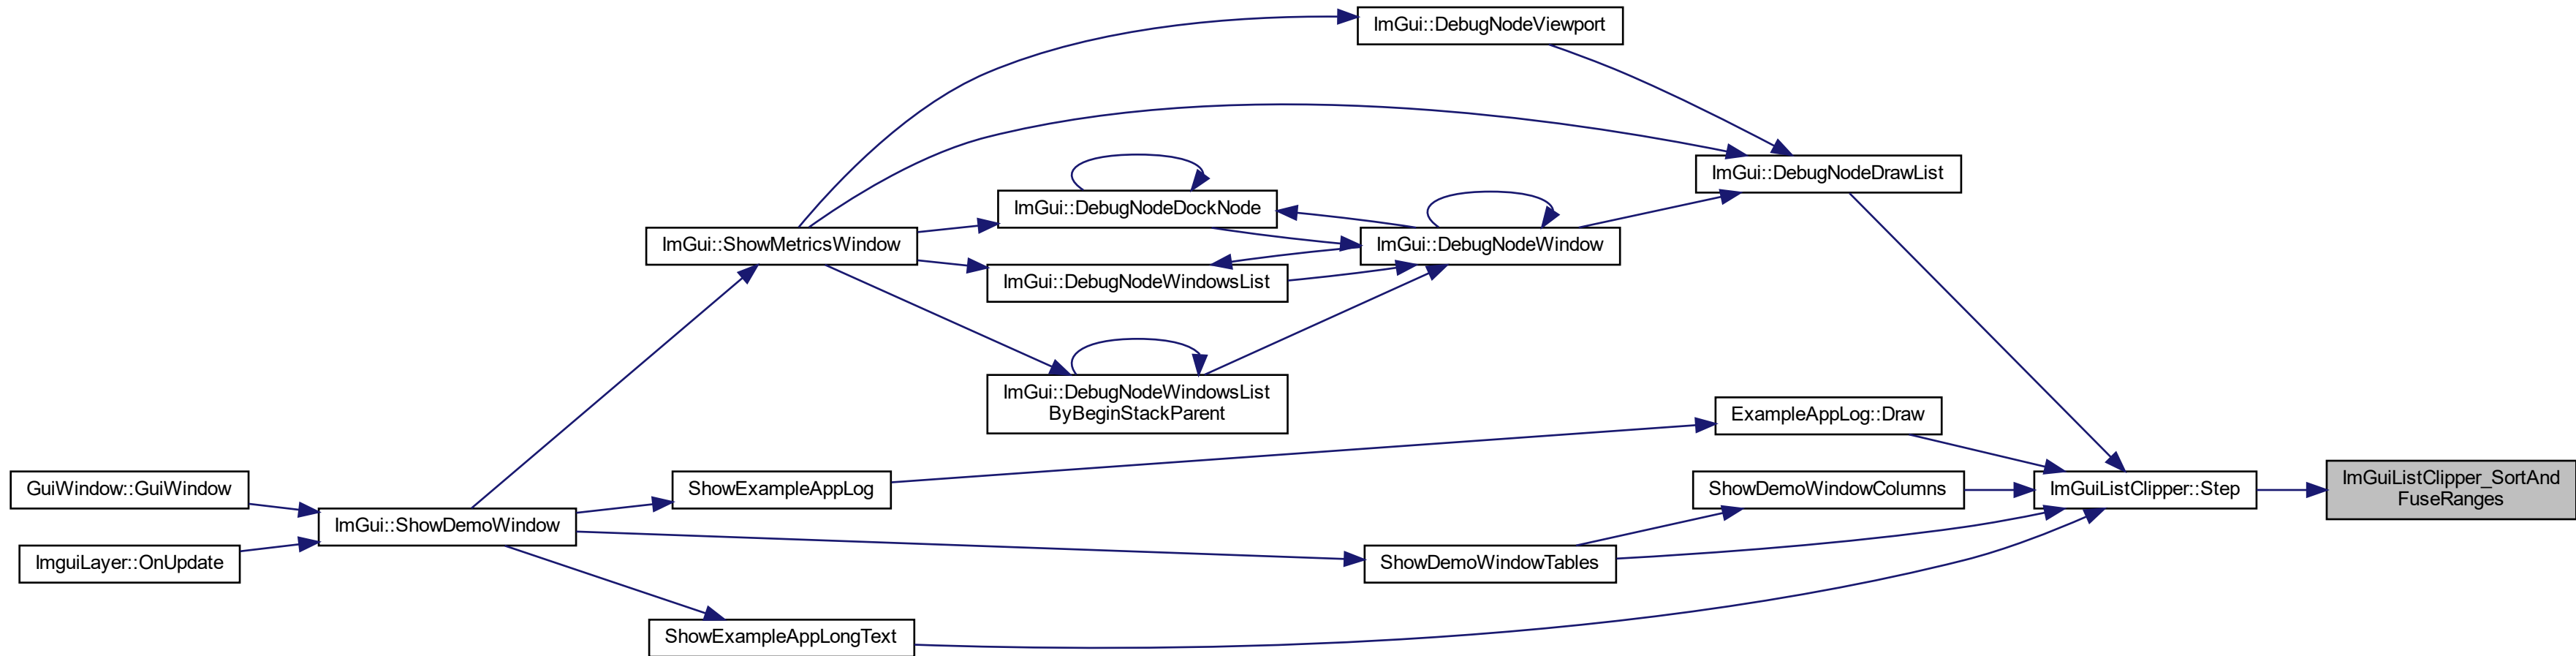 ImGui::DebugNodeViewport
ImGui::DebugNodeDrawList
ImGui::DebugNodeDockNode
ImGui::ShowMetricsWindow
ImGui::DebugNodeWindow
ImGui::DebugNodeWindowsList
ImGui::DebugNodeWindowsList
ByBeginStackParent
ExampleAppLog::Draw
GuiWindow::GuiWindow
ShowExampleAppLog
ShowDemoWindowColumns
ImGuiListClipper::Step
ImGuiListClipper_SortAnd
FuseRanges
ImGui::ShowDemoWindow
ImguiLayer::OnUpdate
ShowDemoWindowTables
ShowExampleAppLongText